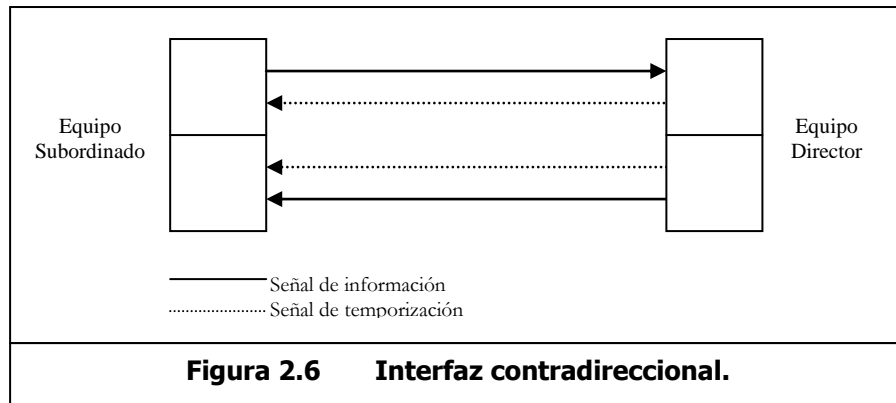 Equipo
Subordinado
Equipo
Director
Señal de información
Señal de temporización
Figura 2.6 Interfaz contradireccional.